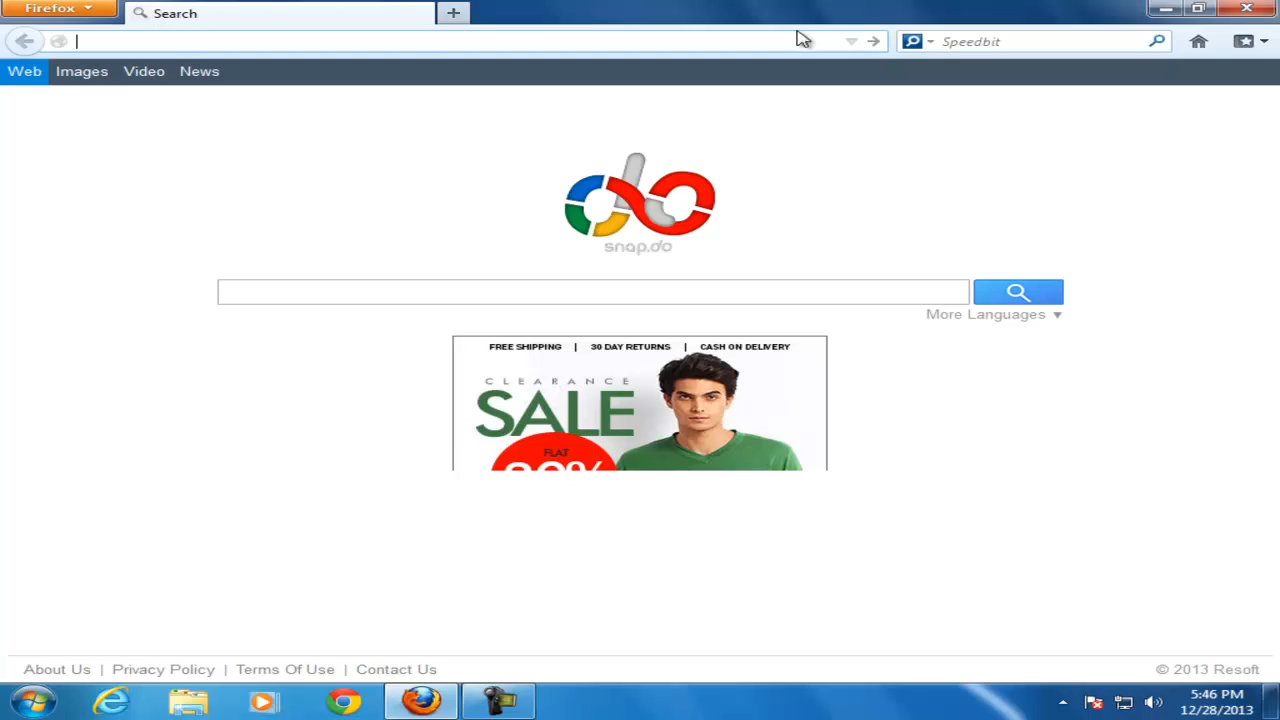 Firefox
Search
Speedbit
Web Images Video News
snap.do
More Languages
FREE SHIPPING | 30 DAY RETURNS | CASH ON DELIVERY
CLEARANCE
SALE
FLAT
About Us | Privacy Policy | Terms Of Use | Contact Us
© 2013 Resoft
5:46 PM
12/28/2013